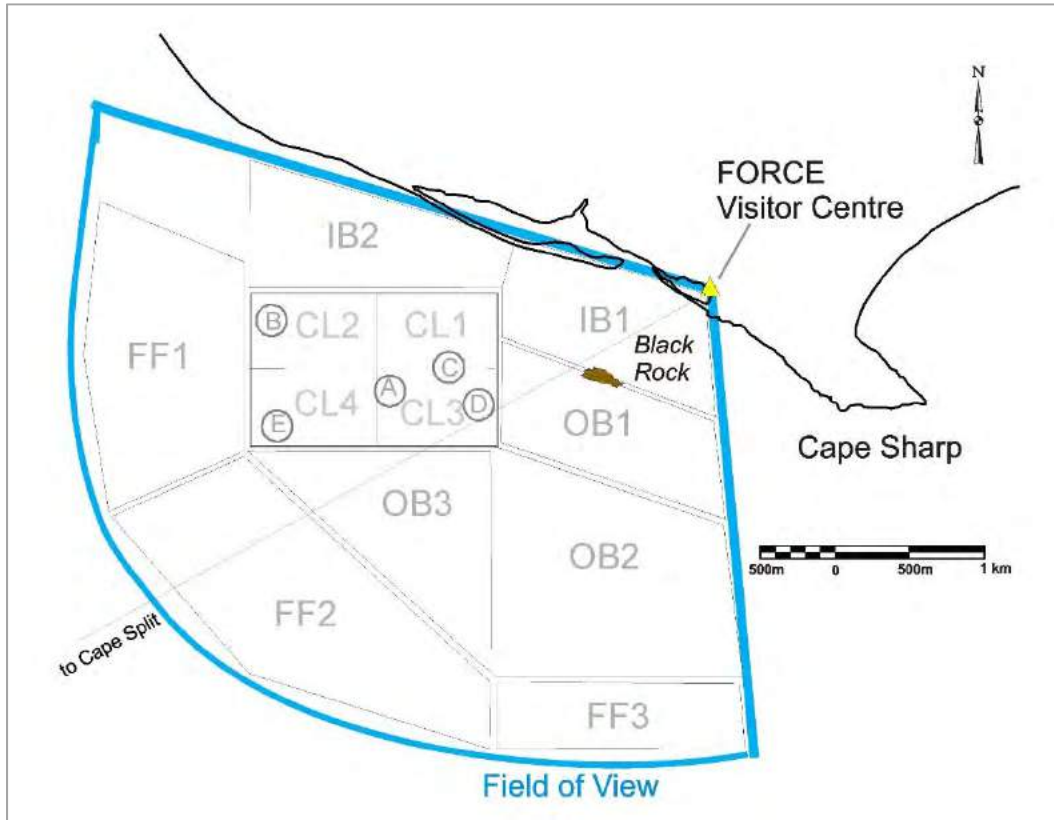 N
FORCE
Visitor Centre
IB2
IB1
Black
Rock
B
CL2
CL1
FF1
C
A
CL4
CL3
D
E
OB1
Cape Sharp
OB3
OB2
500m
0
500m
1 km
FF2
to Cape Split
FF3
Field of View